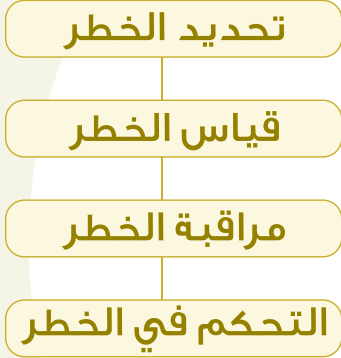 تحديد الخطر
قياس الخطر
مراقبة الخطر
التحكم في الخطر